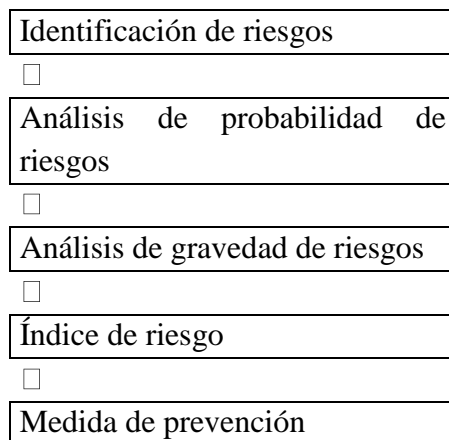 Identificación de riesgos
Análisis de probabilidad de
riesgos
Análisis de gravedad de riesgos
Índice de riesgo
Medida de prevención